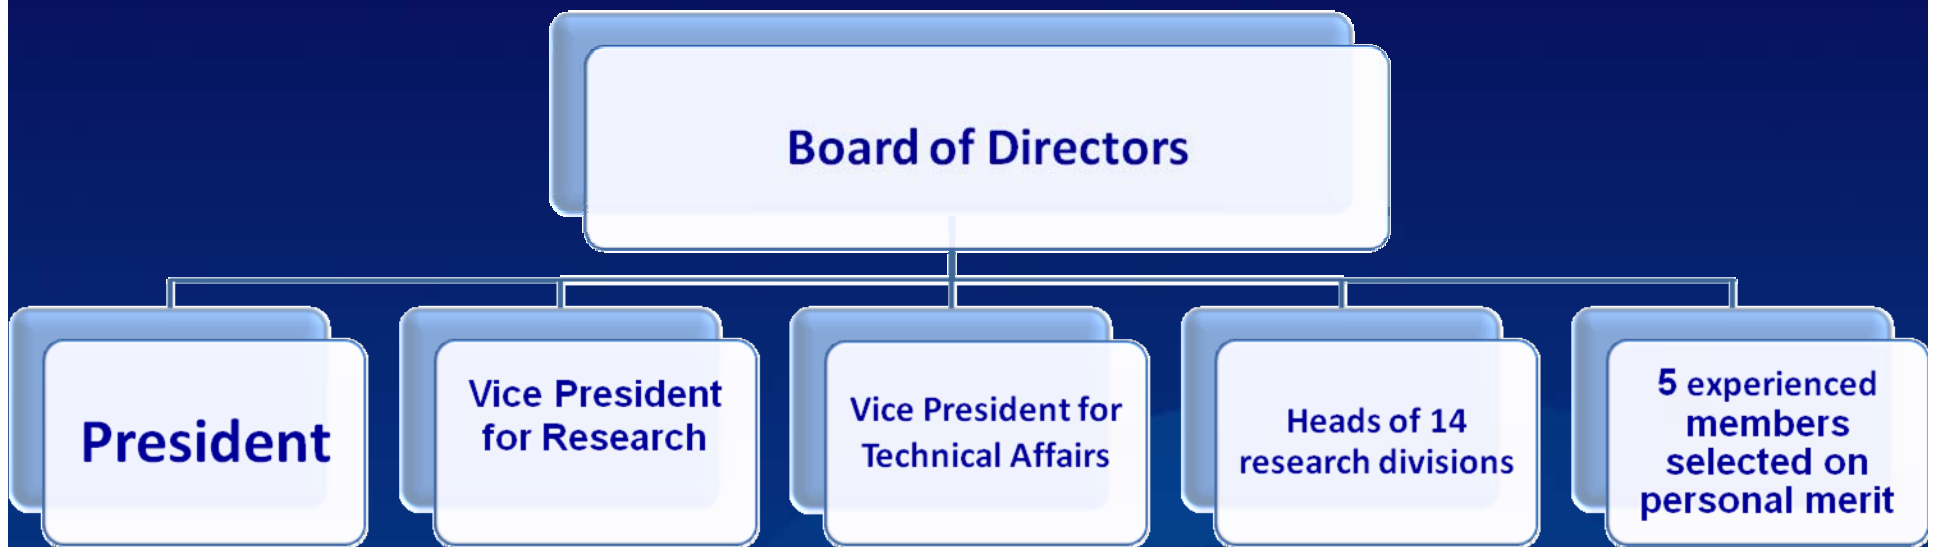 Board of Directors
President
Vice President
for Research
Vice President for
Technical Affairs
Heads of 14
research divisions
5 experienced
members
selected on
personal merit